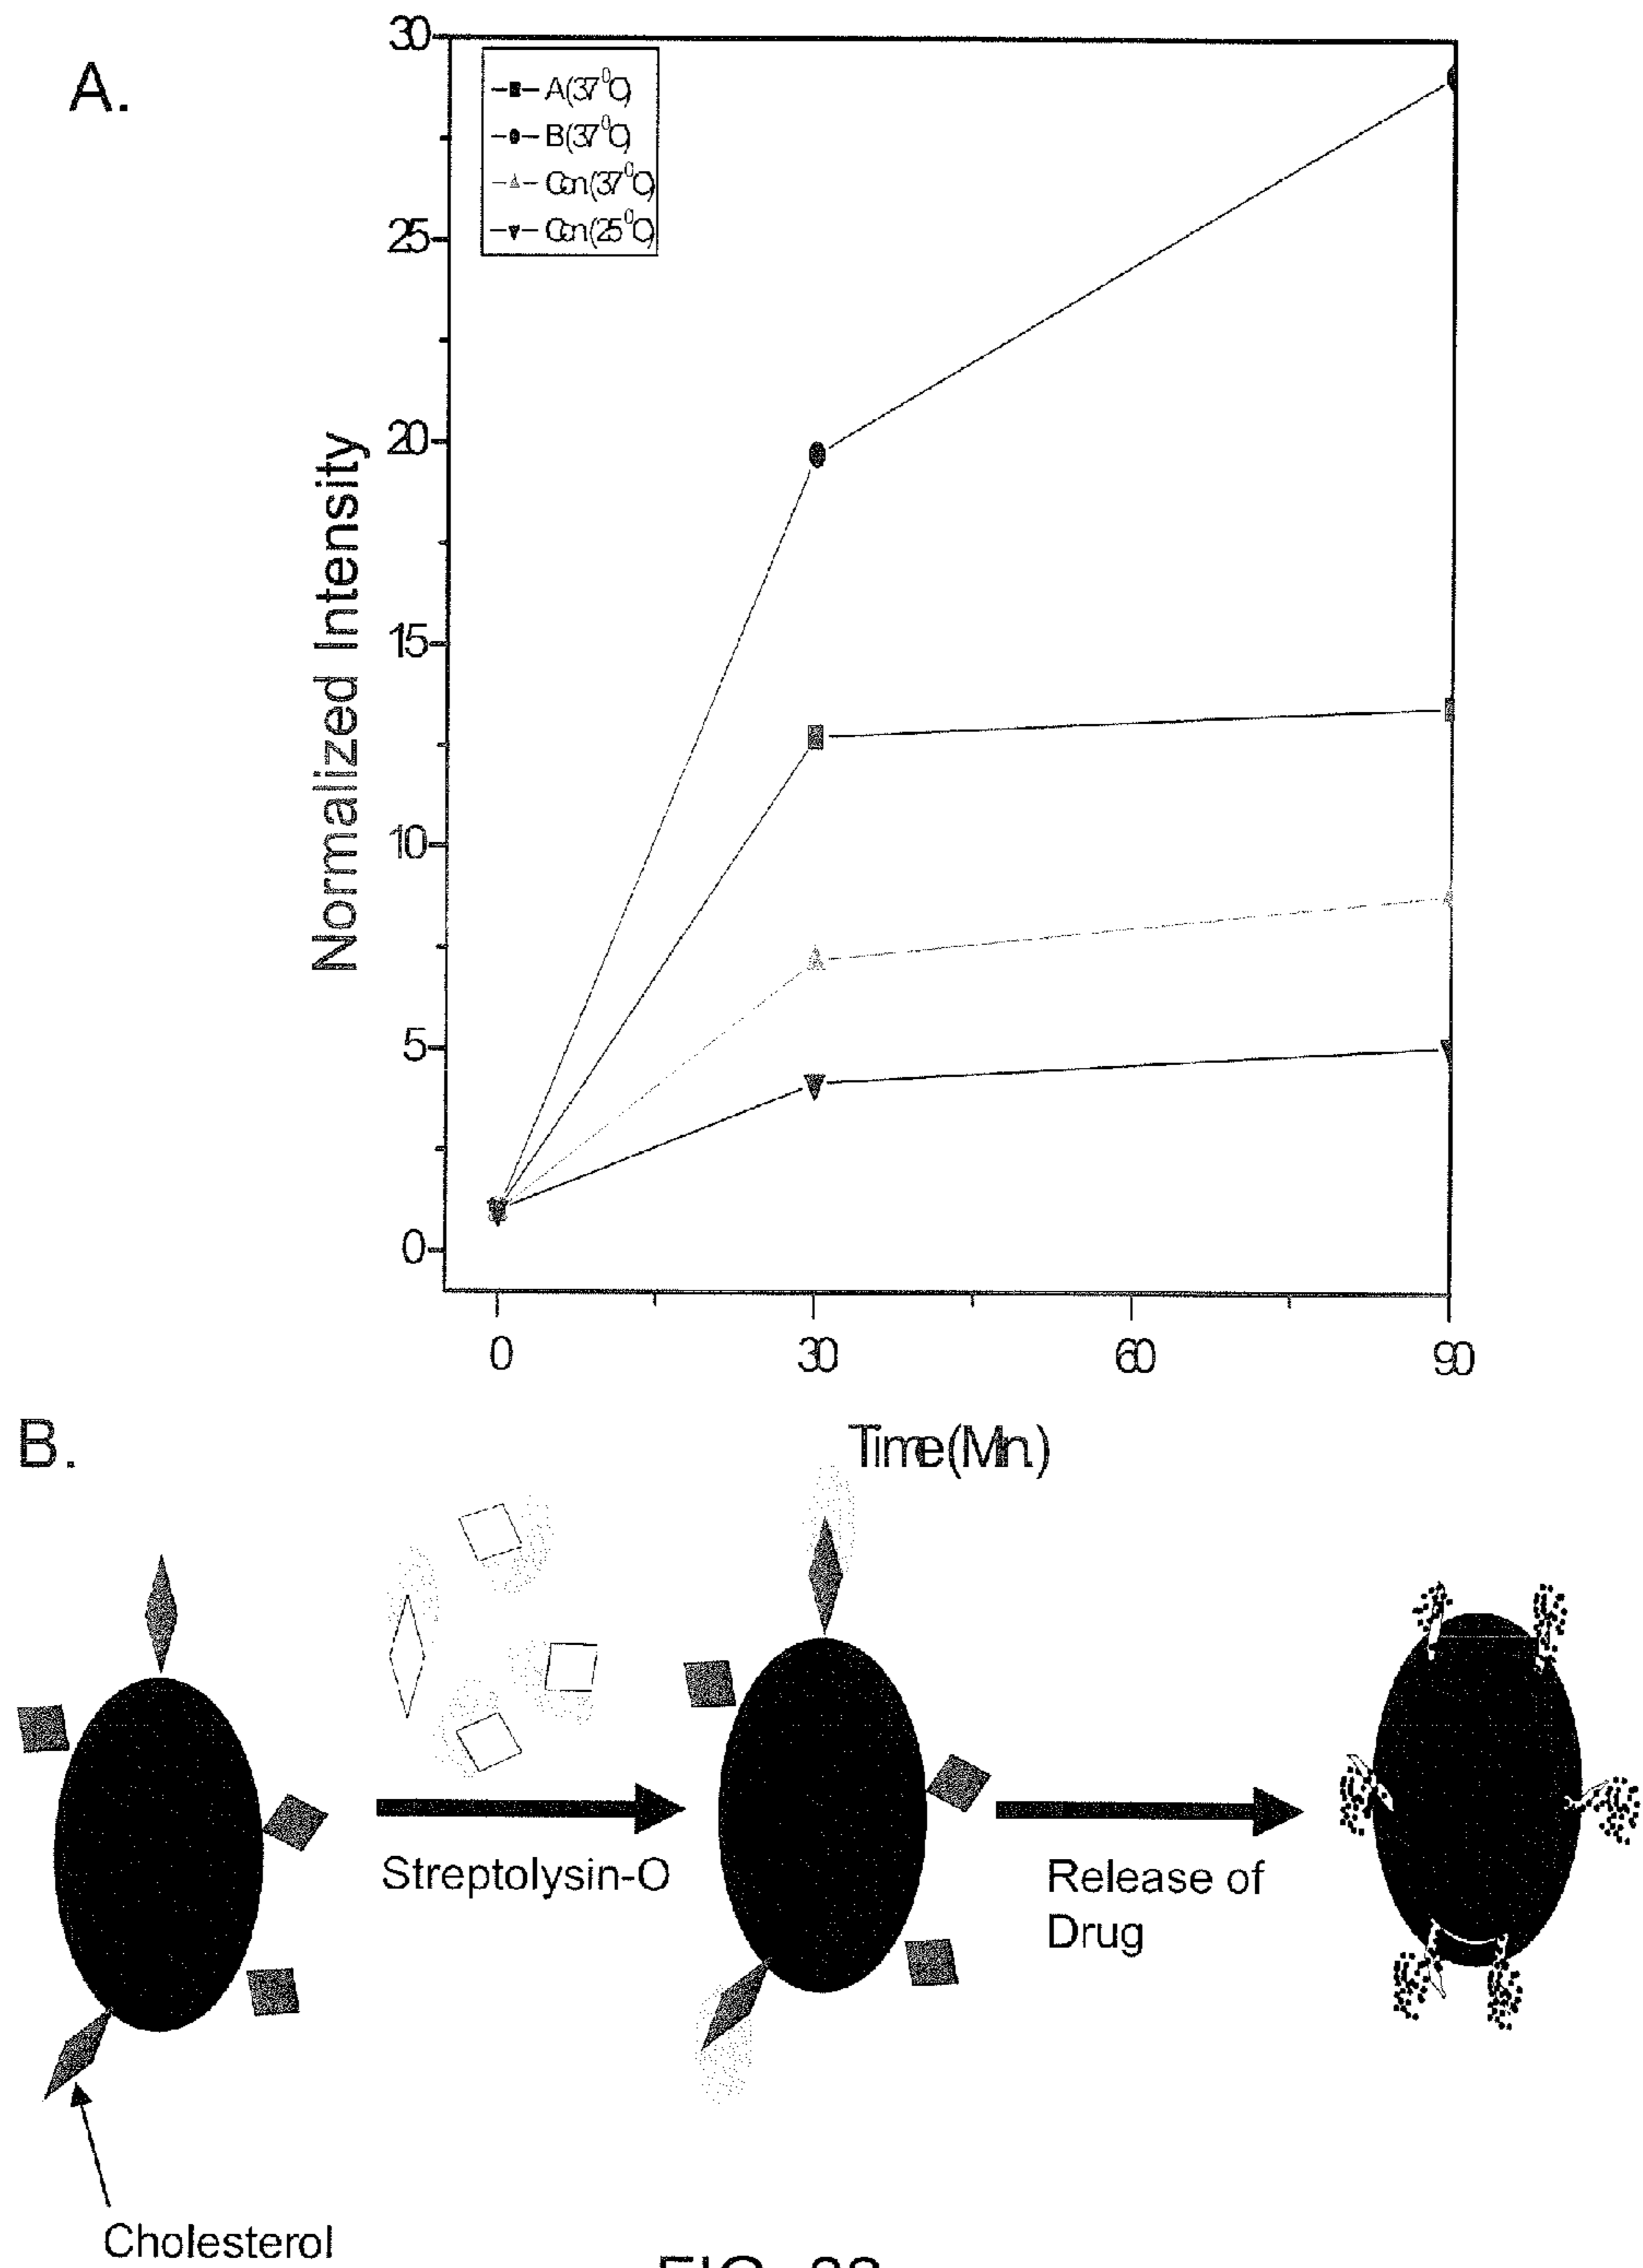 A.
30
25
20
15
10
5
0
A(37⁰C)
B(37⁰C)
Con(37⁰C)
Con(25⁰C)
Normalized Intensity
0 30 60 90
Time(Min.)
B.
Streptolysin-O
Release of
Drug
Cholesterol